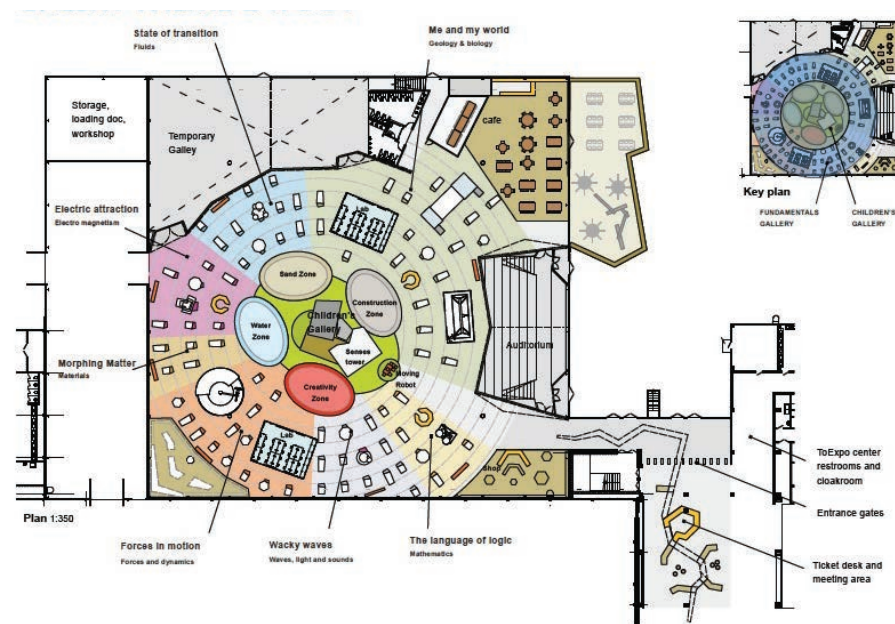 State of transition
Fluids
Me and my world
Geology & biology
Storage,
loading doc,
workshop
Temporary
Galley
cafe
Key plan
FUNDAMENTALS
GALLERY
CHILDREN'S
GALLERY
Electric attraction
Electro magnetism
Lab
Sand Zone
Construction
Zone
Children's
Gallery
Water
Zone
Senses
tower
Auditorium
Morphing Matter
Materials
Creativity
Zone
Moving
Robot
Lab
Shop
ToExpo center
restrooms and
cloakroom
Entrance gates
Plan 1:350
Forces in motion
Forces and dynamics
Wacky waves
Waves, light and sounds
The language of logic
Mathematics
Ticket desk and
meeting area